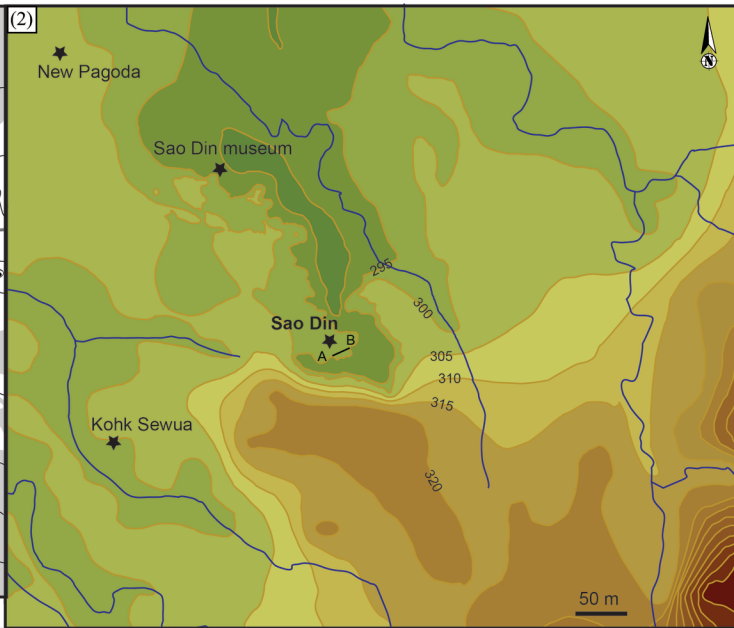 (2)
N
New Pagoda
Sao Din museum
295
300
Sao Din
B
A
305
310
315
Kohk Sewua
320
50 m